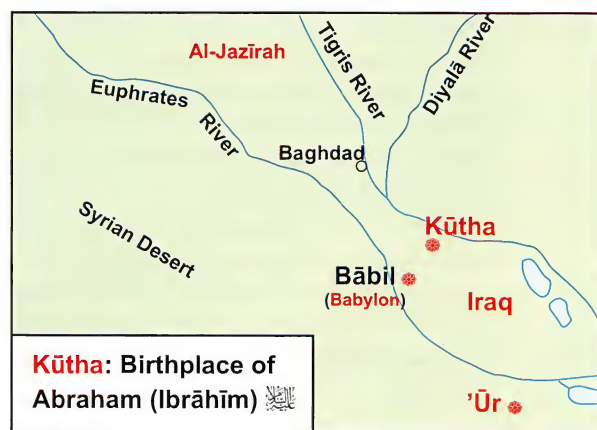 Al-Jazīrah
Tigris River
Diyalā River
Euphrates
River
Baghdad
Syrian Desert
Kūtha
Bābil
(Babylon)
Iraq
Kūtha: Birthplace of
Abraham (Ibrāhīm)
’Ūr